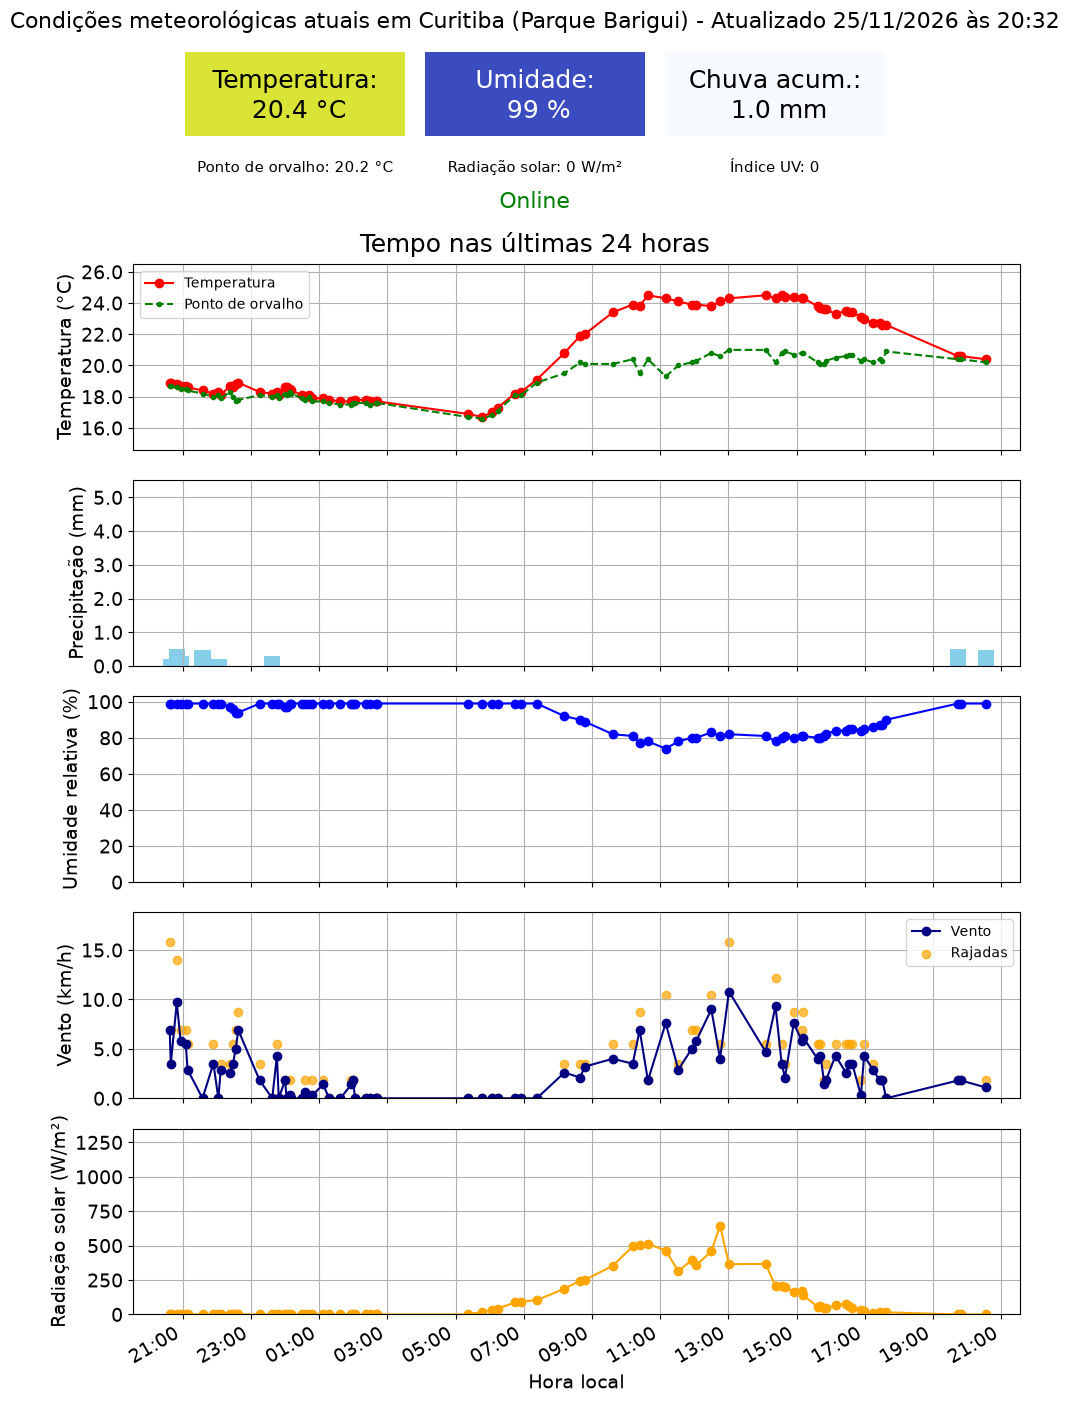 Condições meteorológicas atuais em Curitiba (Parque Barigui) - Atualizado 25/11/2026 às 20:32
Temperatura:
20.4 °C
Umidade:
99 %
Chuva acum.:
1.0 mm
Ponto de orvalho: 20.2 °C
Radiação solar: 0 W/m²
Índice UV: 0
Online
Tempo nas últimas 24 horas
Temperatura (°C)
26.0
24.0
22.0
20.0
18.0
16.0
Temperatura
Ponto de orvalho
Precipitação (mm)
5.0
4.0
3.0
2.0
1.0
0.0
Umidade relativa (%)
100
80
60
40
20
0
Vento (km/h)
15.0
10.0
5.0
0.0
Vento
Rajadas
Radiação solar (W/m²)
1250
1000
750
500
250
0
21:00
23:00
01:00
03:00
05:00
07:00
09:00
11:00
13:00
15:00
17:00
19:00
21:00
Hora local